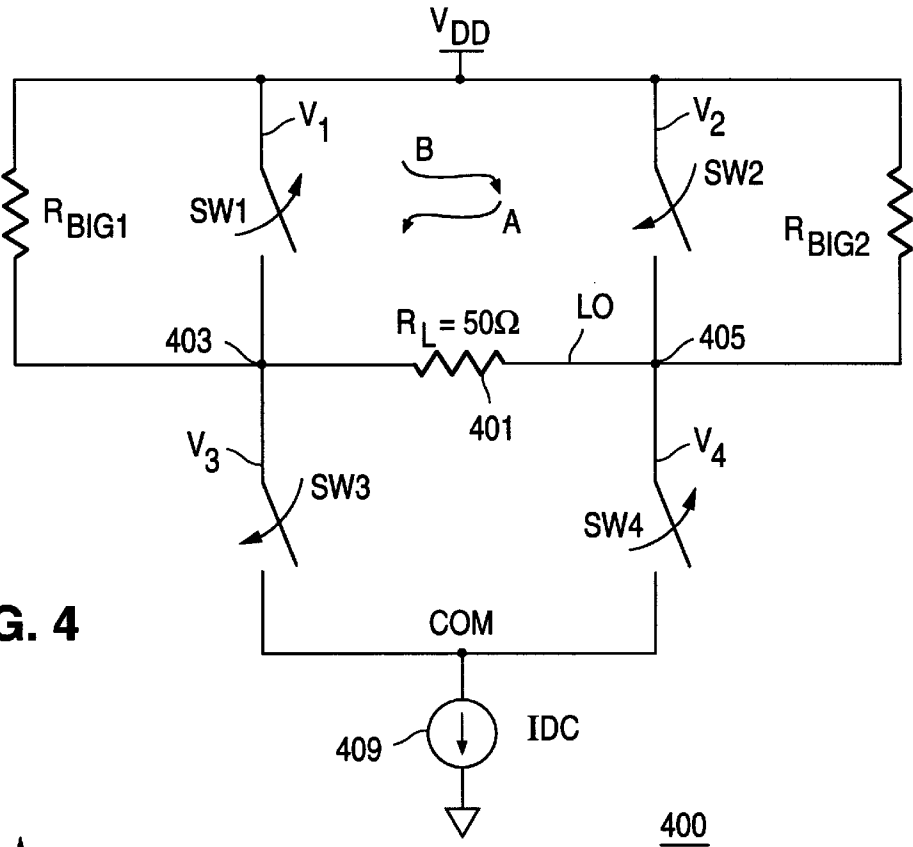 VDD
V1
V2
B
SW2
SW1
A
RBIG1
RBIG2
LO
RL = 50Ω
403
405
401
V3
V4
SW3
SW4
G. 4
COM
409
IDC
400